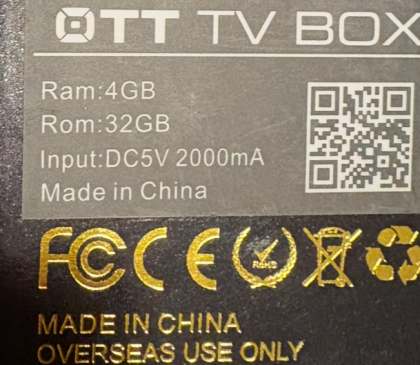 OTT TV BOX
Ram:4GB
Rom:32GB
Input:DC5V 2000mA
Made in China
FC CE RoHS
MADE IN CHINA
OVERSEAS USE ONLY